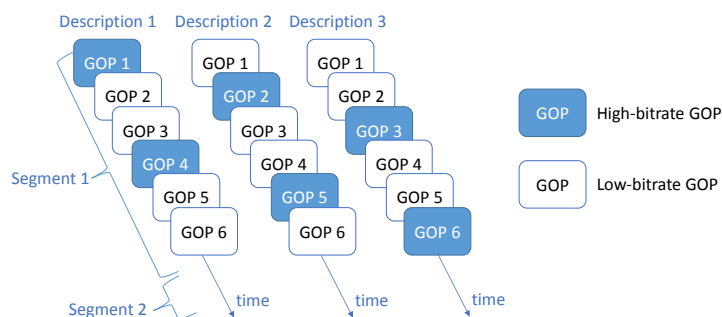 Description 1
Description 2
Description 3
GOP 1
GOP 2
GOP 3
GOP 4
GOP 5
GOP 6
GOP 1
GOP 2
GOP 3
GOP 4
GOP 5
GOP 6
GOP 1
GOP 2
GOP 3
GOP 4
GOP 5
GOP 6
Segment 1
Segment 2
time
time
time
GOP
High-bitrate GOP
GOP
Low-bitrate GOP